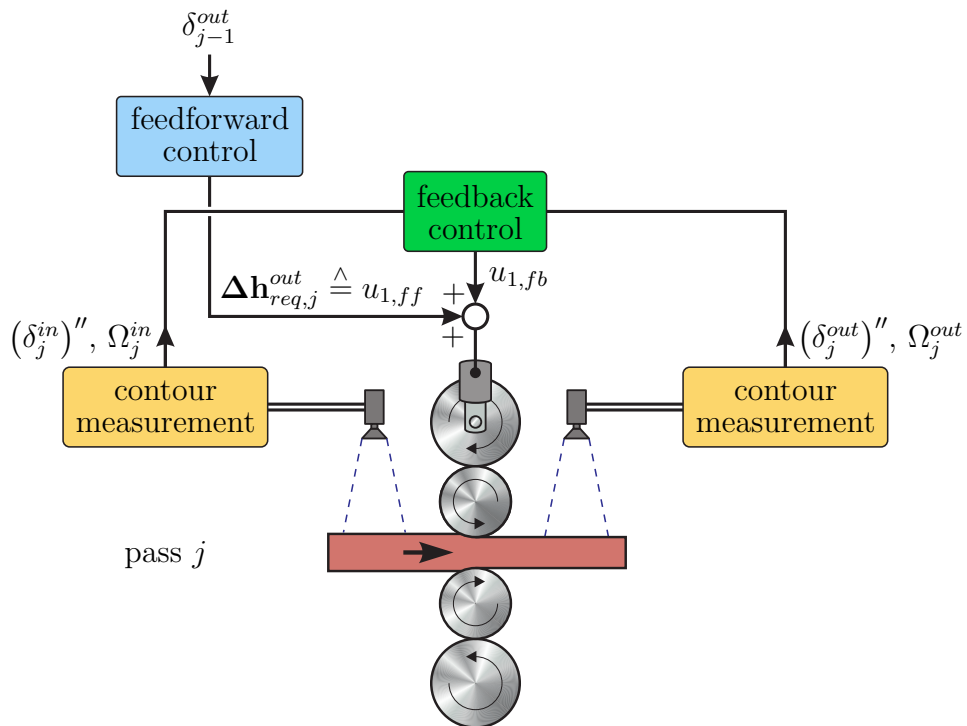 δ_{j−1}^{out}
feedforward
control
feedback
control
Δh_{req,j}^{out} ≙ u_{1,ff}
+
u_{1,fb}
+
(δ_j^{in})′′, Ω_j^{in}
(δ_j^{out})′′, Ω_j^{out}
contour
measurement
contour
measurement
pass j